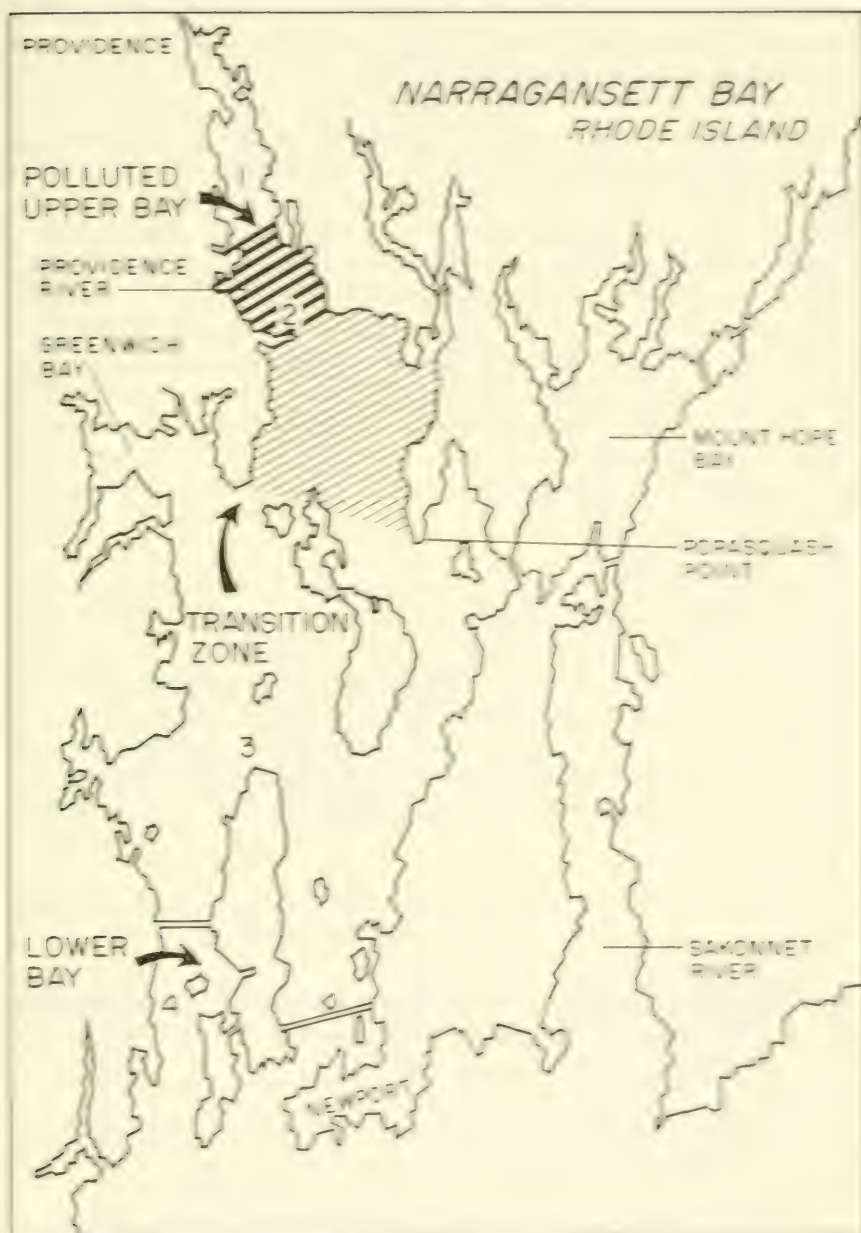 PROVIDENCE
NARRAGANSETT BAY
RHODE ISLAND
POLLUTED
UPPER BAY
1
PROVIDENCE
RIVER
2
GREENWICH
BAY
MOUNT HOPE
BAY
POPASQUASH
POINT
TRANSITION
ZONE
3
LOWER
BAY
4
SAKONNET
RIVER
NEWPORT